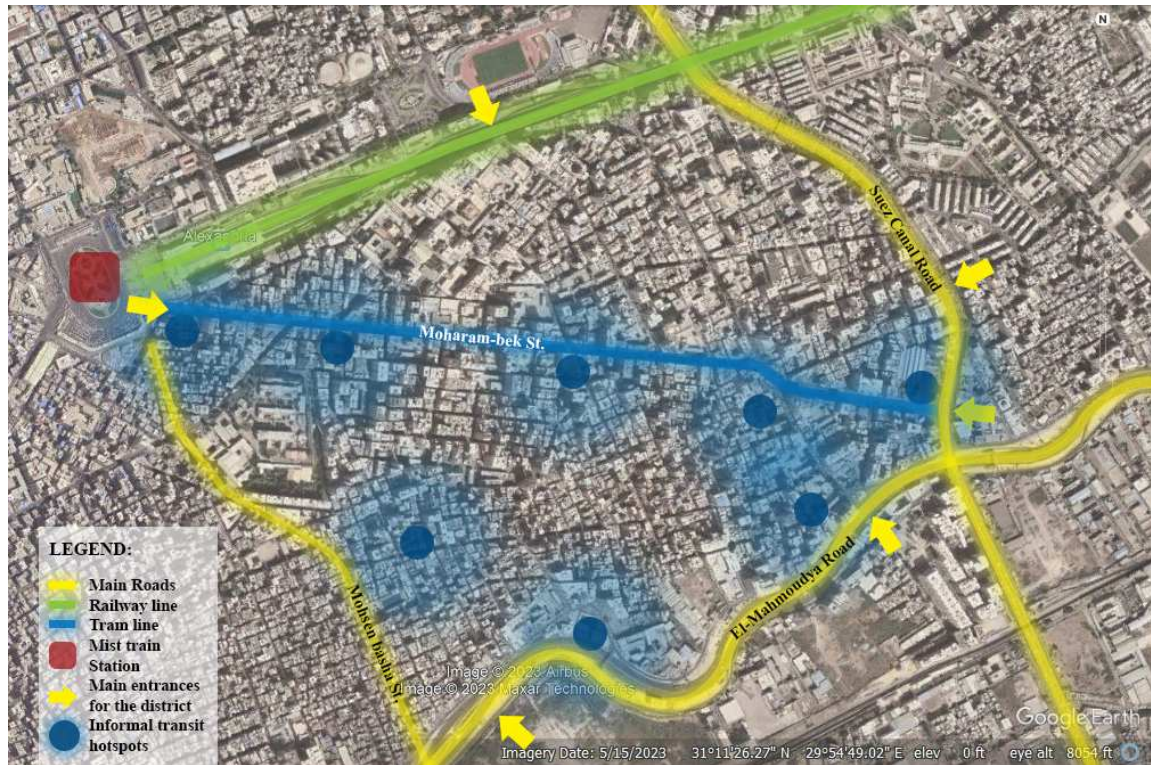 N
Alexandria
Suez Canal Road
Moharam-bek St.
El-Mahmoudya Road
Mohsen basha St.
LEGEND:
Main Roads
Railway line
Tram line
Mist train
Station
Main entrances
for the district
Informal transit
hotspots
Image © 2023 Airbus
Image © 2023 Maxar Technologies
Google Earth
Imagery Date: 5/15/2023 31°11'26.27" N 29°54'49.02" E elev 0 ft eye alt 8054 ft